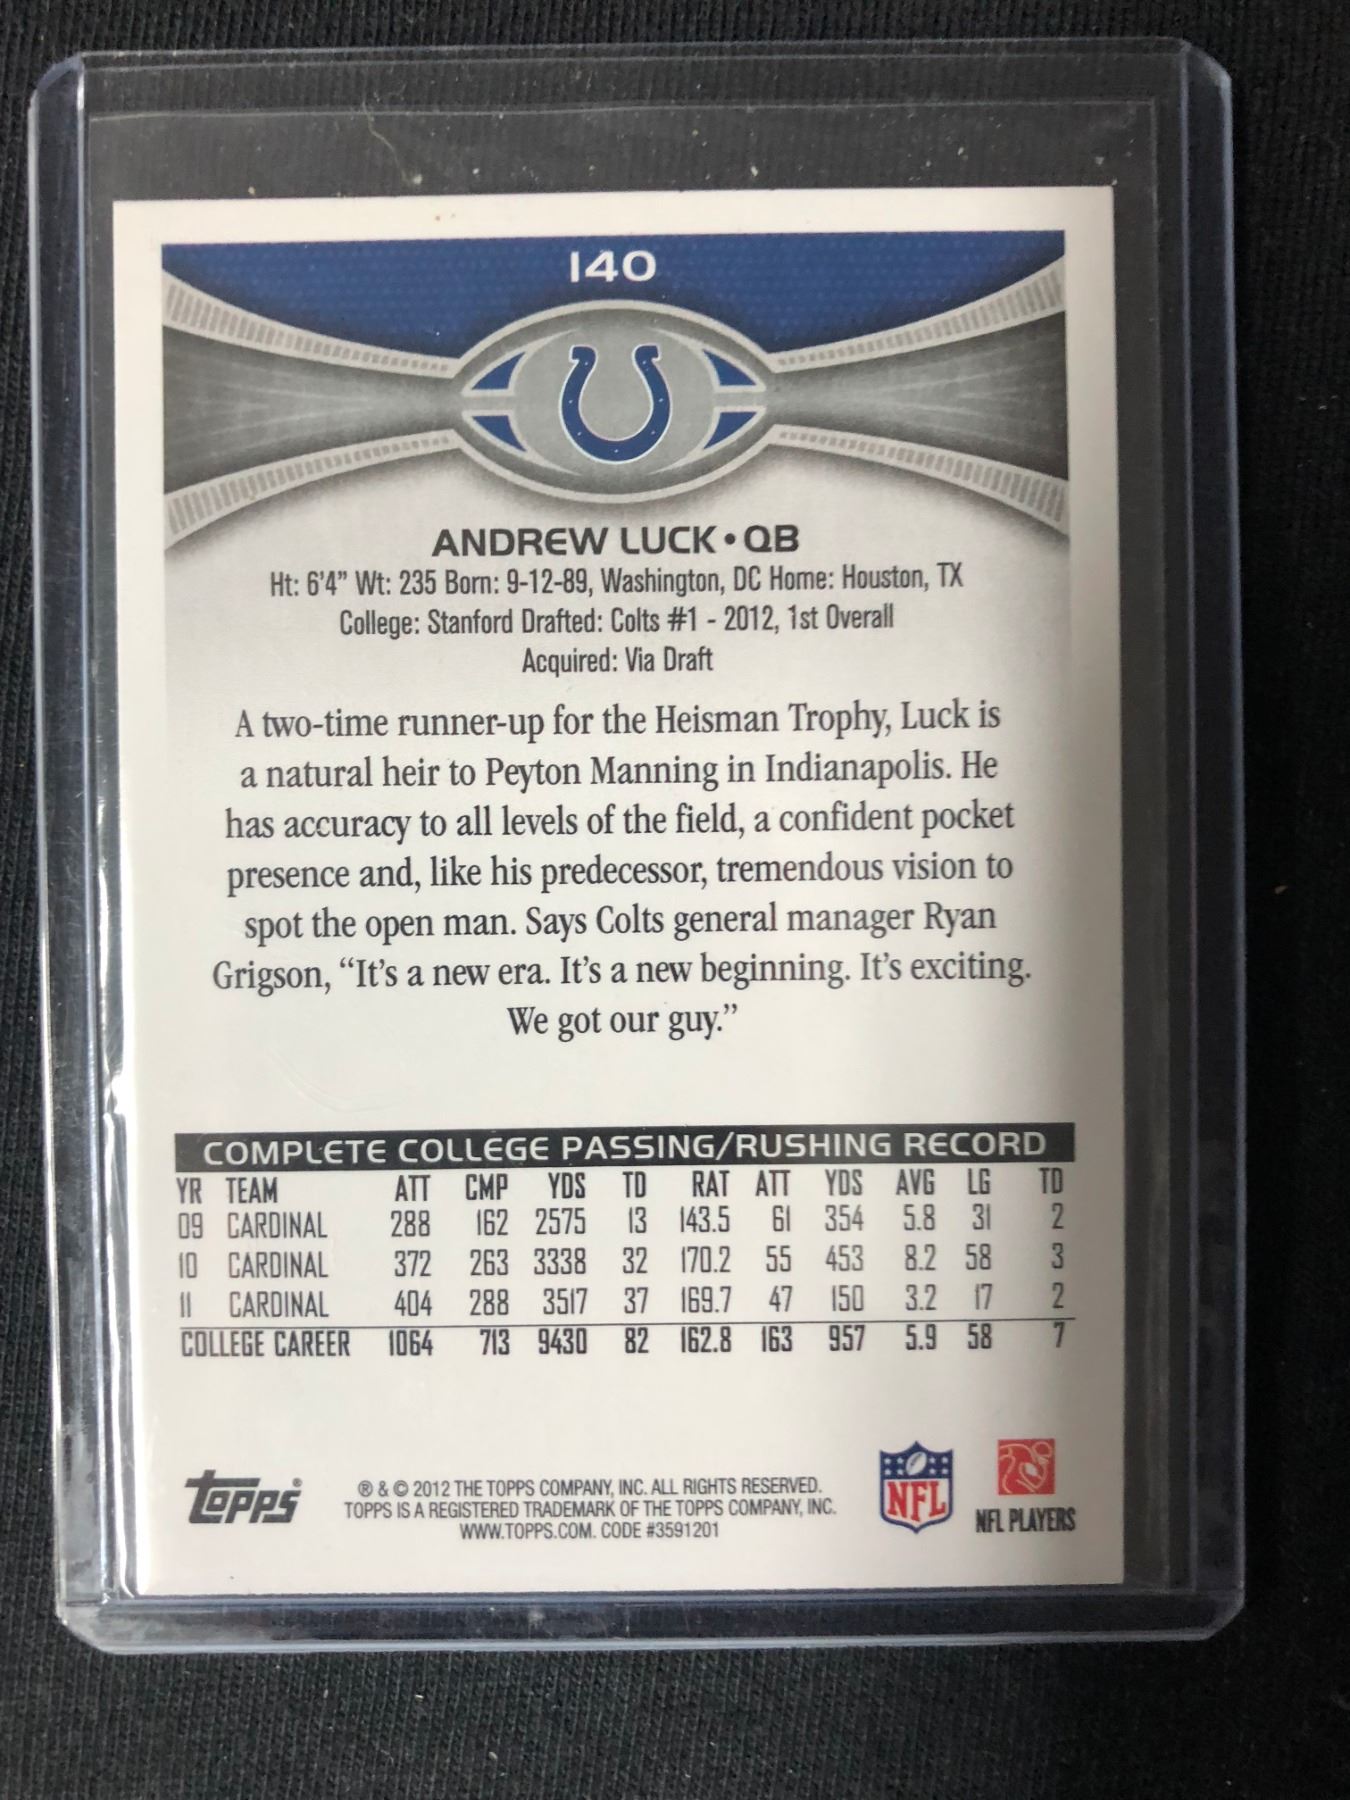 140
ANDREW LUCK • QB
Ht: 6'4" Wt: 235 Born: 9-12-89, Washington, DC Home: Houston, TX
College: Stanford Drafted: Colts #1 - 2012, 1st Overall
Acquired: Via Draft
A two-time runner-up for the Heisman Trophy, Luck is
a natural heir to Peyton Manning in Indianapolis. He
has accuracy to all levels of the field, a confident pocket
presence and, like his predecessor, tremendous vision to
spot the open man. Says Colts general manager Ryan
Grigson, “It’s a new era. It’s a new beginning. It’s exciting.
We got our guy.”
COMPLETE COLLEGE PASSING/RUSHING RECORD
YR TEAM ATT CMP YDS TD RAT ATT YDS AVG LG TD
09 CARDINAL 288 162 2575 13 143.5 61 354 5.8 31 2
10 CARDINAL 372 263 3338 32 170.2 55 453 8.2 58 3
11 CARDINAL 404 288 3517 37 169.7 47 150 3.2 17 2
COLLEGE CAREER 1064 713 9430 82 162.8 163 957 5.9 58 7
Topps®
® & © 2012 THE TOPPS COMPANY, INC. ALL RIGHTS RESERVED.
TOPPS IS A REGISTERED TRADEMARK OF THE TOPPS COMPANY, INC.
WWW.TOPPS.COM. CODE #3591201
NFL
NFL PLAYERS